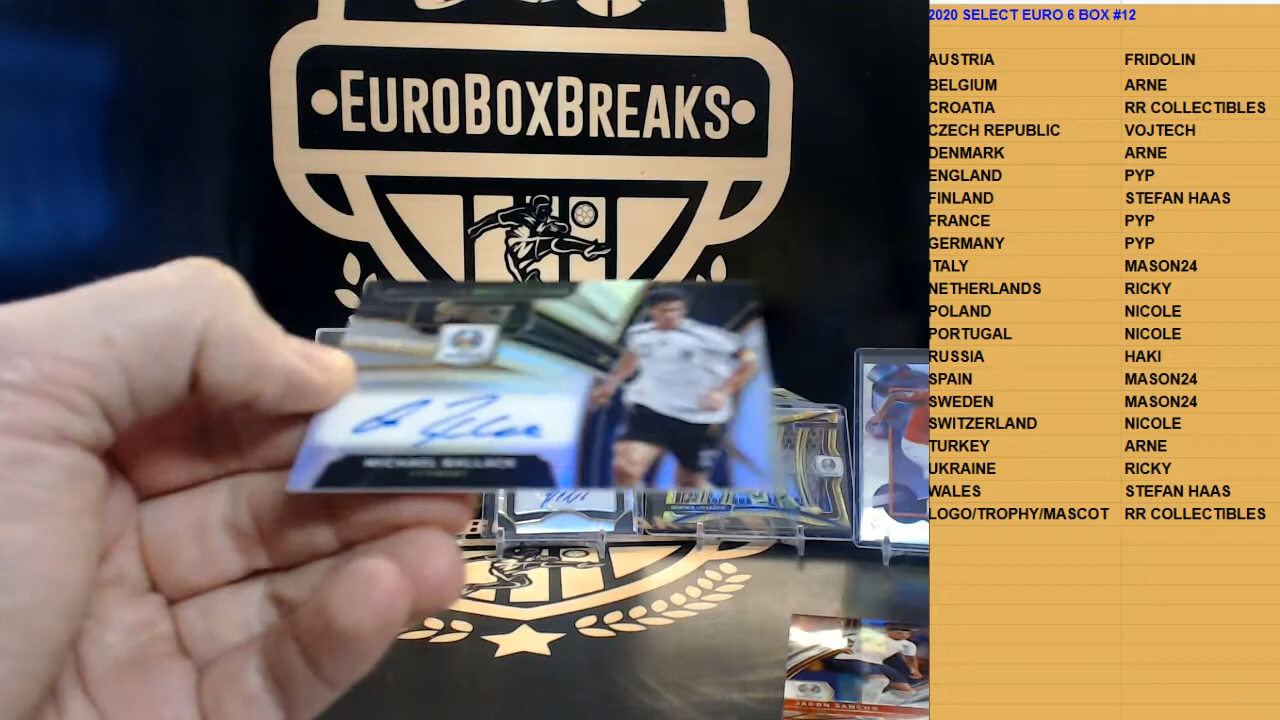 EUROBOXBREAKS
MICHAEL BALLACK
JADON SANCHO
2020 SELECT EURO 6 BOX #12
AUSTRIA FRIDOLIN
BELGIUM ARNE
CROATIA RR COLLECTIBLES
CZECH REPUBLIC VOJTECH
DENMARK ARNE
ENGLAND PYP
FINLAND STEFAN HAAS
FRANCE PYP
GERMANY PYP
ITALY MASON24
NETHERLANDS RICKY
POLAND NICOLE
PORTUGAL NICOLE
RUSSIA HAKI
SPAIN MASON24
SWEDEN MASON24
SWITZERLAND NICOLE
TURKEY ARNE
UKRAINE RICKY
WALES STEFAN HAAS
LOGO/TROPHY/MASCOT RR COLLECTIBLES